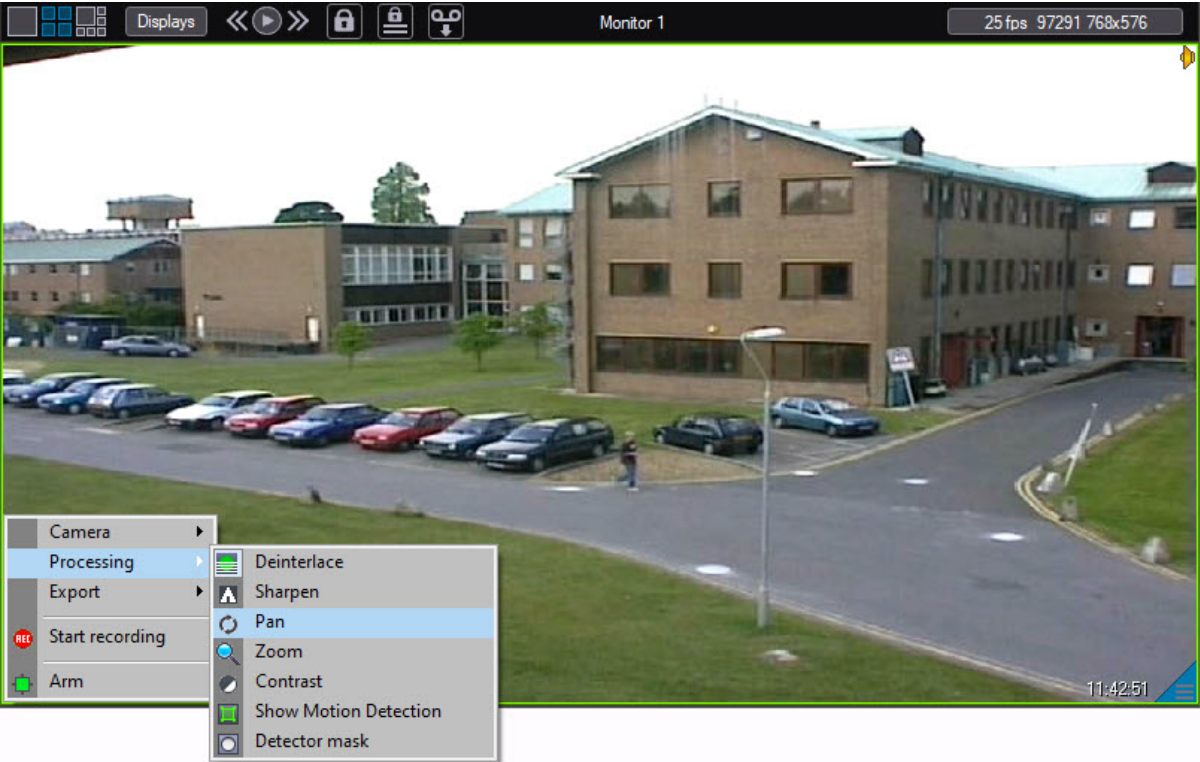 Displays
Monitor 1
25 fps 97291 768x576
Camera
Processing
Export
REC Start recording
Arm
Deinterlace
Sharpen
Pan
Zoom
Contrast
Show Motion Detection
Detector mask
11:42:51